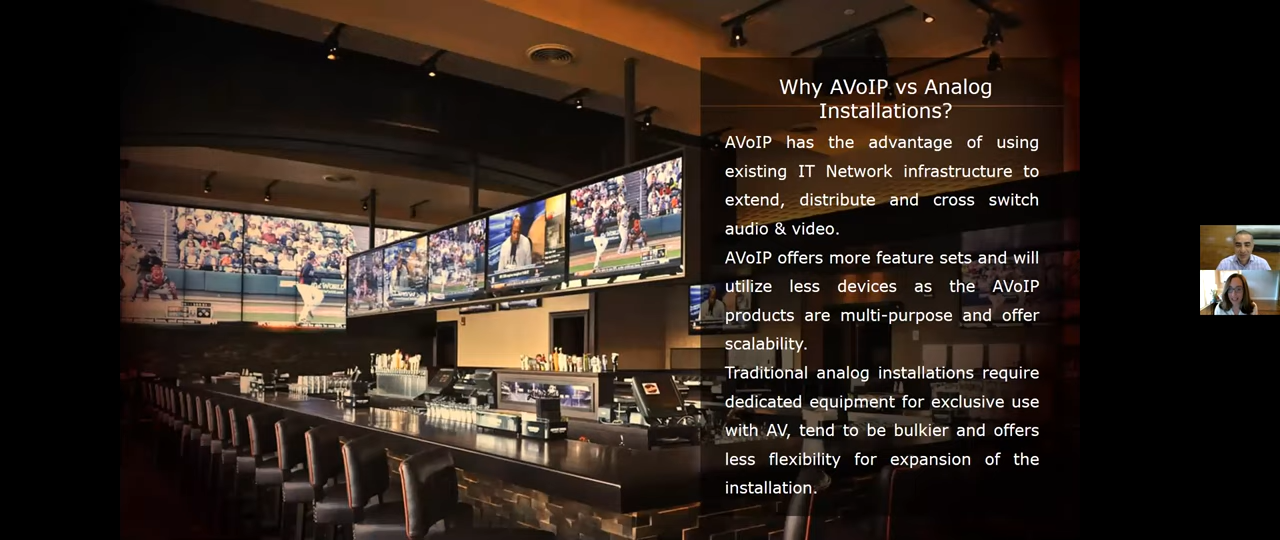 Why AVoIP vs Analog
Installations?
AVoIP has the advantage of using
existing IT Network infrastructure to
extend, distribute and cross switch
audio & video.
AVoIP offers more feature sets and will
utilize less devices as the AVoIP
products are multi-purpose and offer
scalability.
Traditional analog installations require
dedicated equipment for exclusive use
with AV, tend to be bulkier and offers
less flexibility for expansion of the
installation.